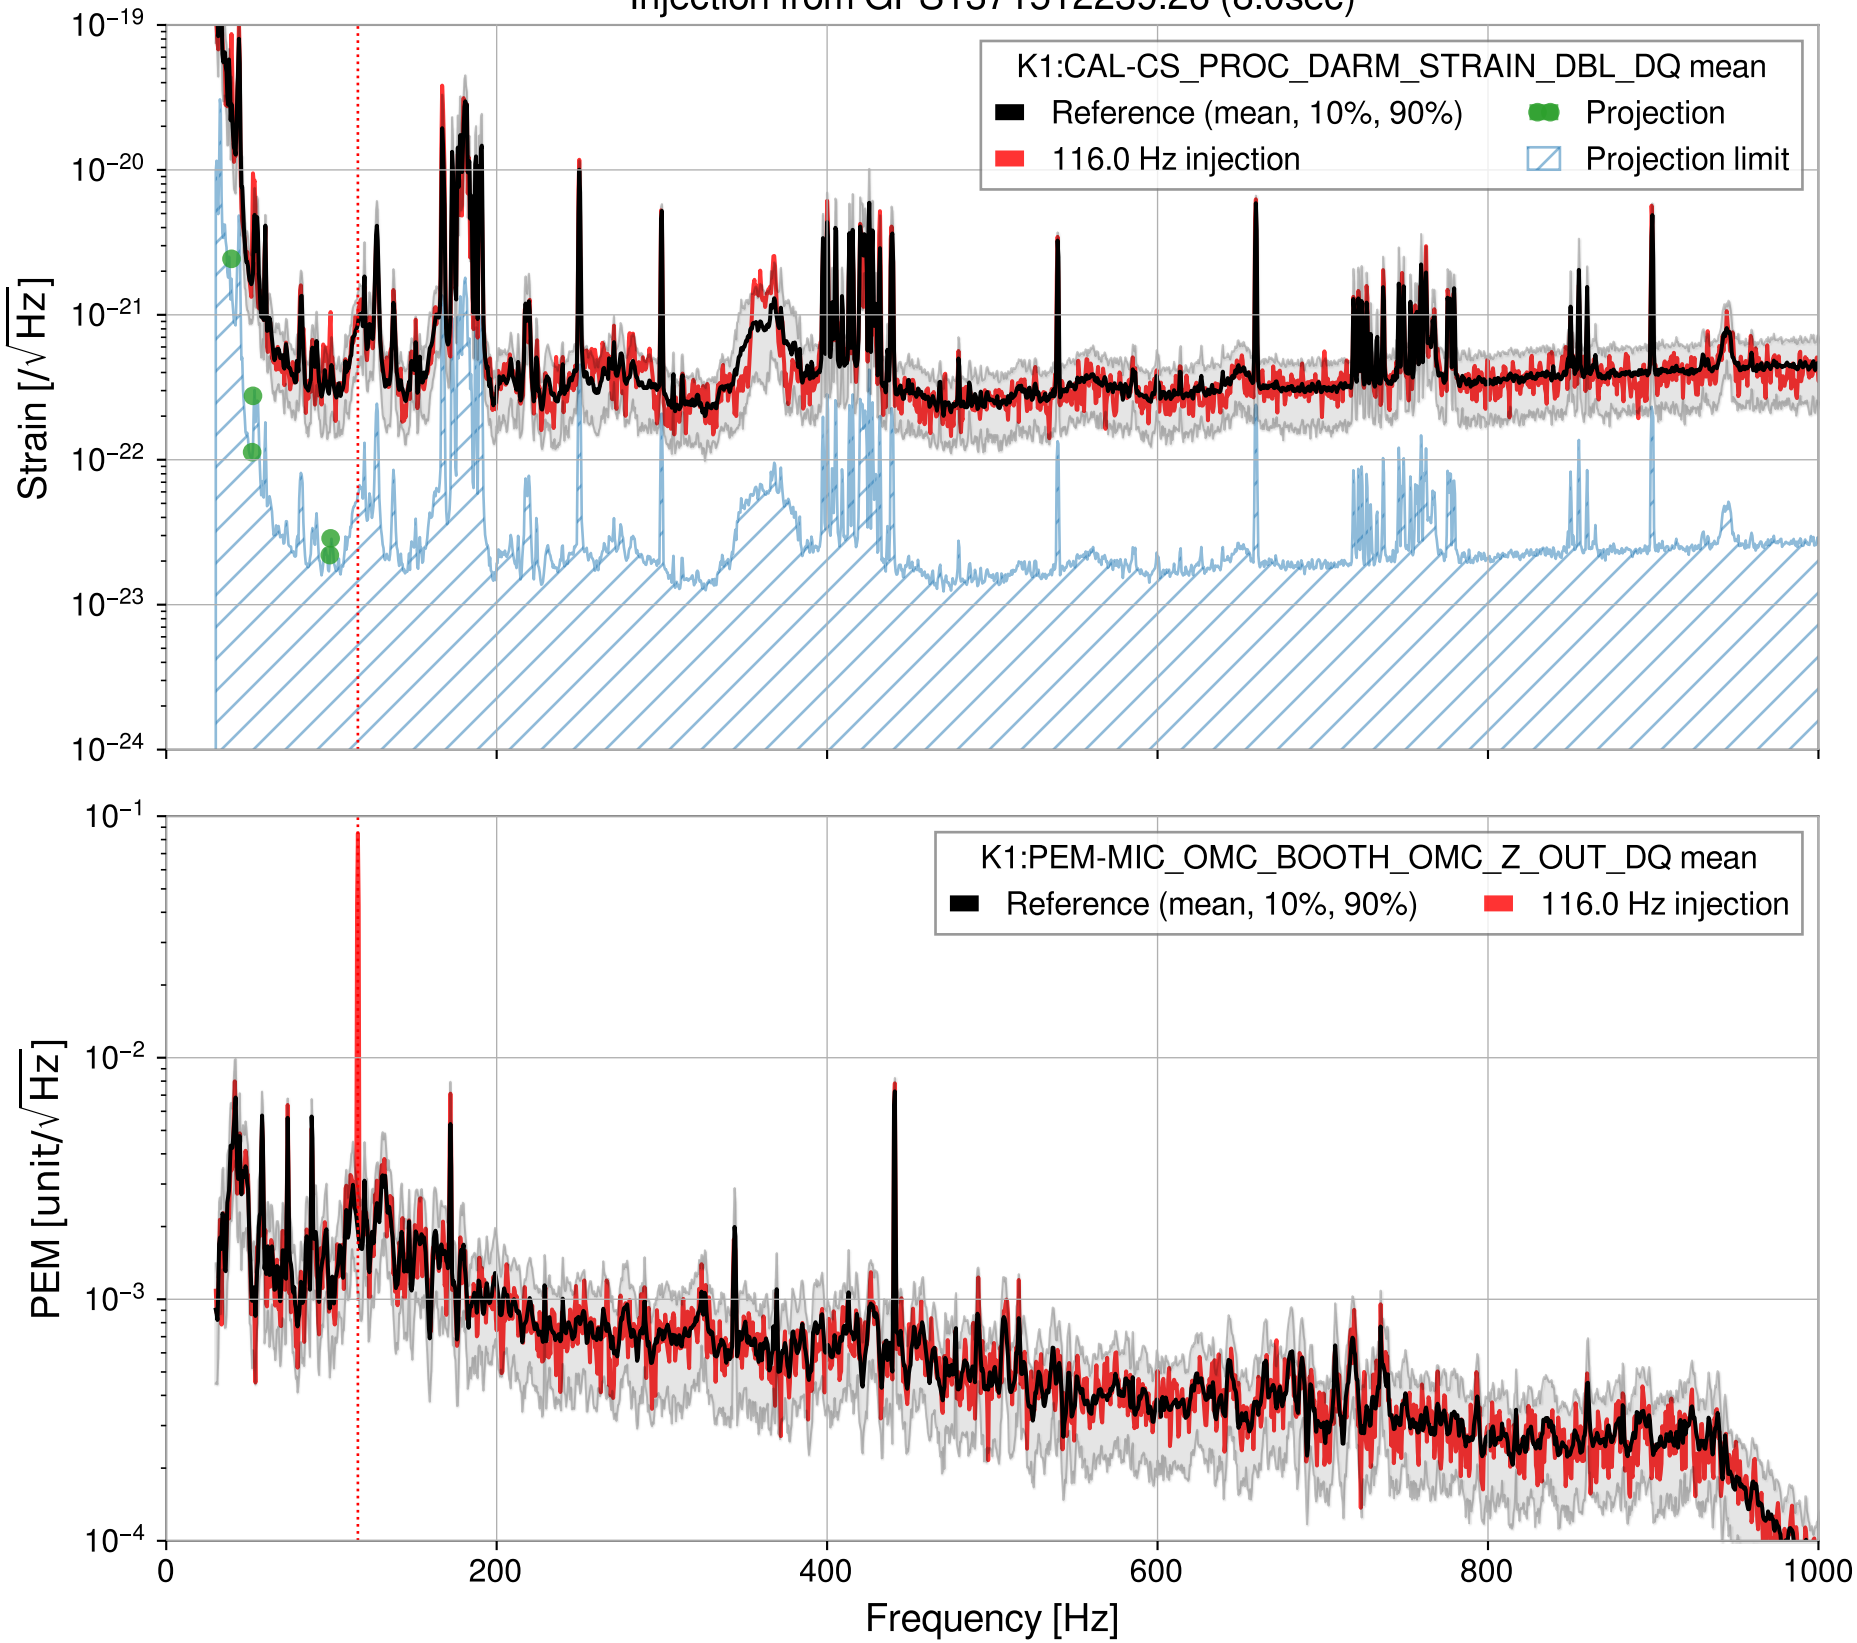 10⁻¹⁹
10⁻²⁰
10⁻²¹
10⁻²²
10⁻²³
10⁻²⁴
Strain [/√Hz]
K1:CAL-CS_PROC_DARM_STRAIN_DBL_DQ mean
Reference (mean, 10%, 90%)
Projection
116.0 Hz injection
Projection limit
10⁻¹
10⁻²
10⁻³
10⁻⁴
PEM [unit/√Hz]
K1:PEM-MIC_OMC_BOOTH_OMC_Z_OUT_DQ mean
Reference (mean, 10%, 90%)
116.0 Hz injection
0 200 400 600 800 1000
Frequency [Hz]